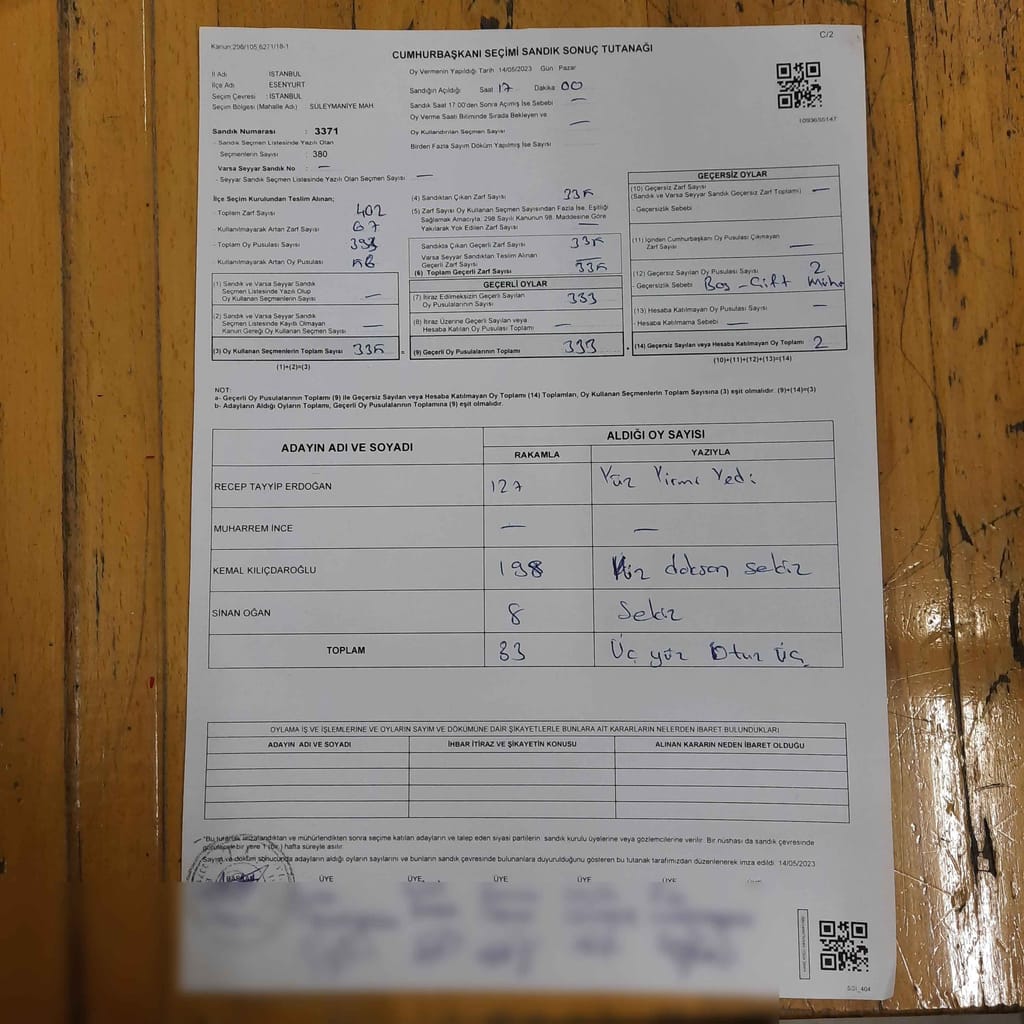 Kanun:298/105,6271/18-1
C/2
CUMHURBAŞKANI SEÇİMİ SANDIK SONUÇ TUTANAĞI
İl Adı İSTANBUL
İlçe Adı ESENYURT
Seçim Çevresi : İSTANBUL
Seçim Bölgesi (Mahalle Adı) SÜLEYMANİYE MAH.
Sandık Numarası : 3371
- Sandık Seçmen Listesinde Yazılı Olan
Seçmenlerin Sayısı : 380
Varsa Seyyar Sandık No : —
- Seyyar Sandık Seçmen Listesinde Yazılı Olan Seçmen Sayısı : —
Oy Vermenin Yapıldığı Tarih 14/05/2023 Gün Pazar
Sandığın Açıldığı Saat 17 Dakika 00
Sandık Saat 17:00'den Sonra Açımış İse Sebebi —
Oy Verme Saati Bitiminde Sırada Bekleyen ve
Oy Kullandırılan Seçmen Sayısı —
Birden Fazla Sayım Döküm Yapılmış İse Sayısı
1093650147
İlçe Seçim Kurulundan Teslim Alınan;
- Toplam Zarf Sayısı 402
- Kullanılmayarak Artan Zarf Sayısı 67
- Toplam Oy Pusulası Sayısı
- Kullanılmayarak Artan Oy Pusulası
(1) Sandık ve Varsa Seyyar Sandık
Seçmen Listesinde Yazılı Olup
Oy Kullanan Seçmenlerin Sayısı —
(2) Sandık ve Varsa Seyyar Sandık
Seçmen Listesinde Kayıtlı Olmayan
Kanun Gereği Oy Kullanan Seçmen Sayısı —
(3) Oy Kullanan Seçmenlerin Toplam Sayısı =
(1)+(2)=(3)
(4) Sandıktan Çıkan Zarf Sayısı
(5) Zarf Sayısı Oy Kullanan Seçmen Sayısından Fazla İse, Eşitliği
Sağlamak Amacıyla, 298 Sayılı Kanunun 98. Maddesine Göre
Yakılarak Yok Edilen Zarf Sayısı —
Sandıkla Çıkan Geçerli Zarf Sayısı
Varsa Seyyar Sandıktan Teslim Alınan
Geçerli Zarf Sayısı —
(6) Toplam Geçerli Zarf Sayısı
GEÇERLİ OYLAR
(7) İtiraz Edilmeksizin Geçerli Sayılan
Oy Pusulalarının Sayısı 333
(8) İtiraz Üzerine Geçerli Sayılan veya
Hesaba Katılan Oy Pusulası Toplamı —
(9) Geçerli Oy Pusulalarının Toplamı 333 +
GEÇERSİZ OYLAR
(10) Geçersiz Zarf Sayısı
(Sandık ve Varsa Seyyar Sandık Geçersiz Zarf Toplamı) —
- Geçersizlik Sebebi
(11) İçinden Cumhurbaşkanı Oy Pusulası Çıkmayan
Zarf Sayısı —
(12) Geçersiz Sayılan Oy Pusulası Sayısı 2
- Geçersizlik Sebebi Boş - Çift Mühür
(13) Hesaba Katılmayan Oy Pusulası Sayısı —
- Hesaba Katılmama Sebebi —
(14) Geçersiz Sayılan veya Hesaba Katılmayan Oy Toplamı 2
(10)+(11)+(12)+(13)=(14)
NOT:
a- Geçerli Oy Pusulalarının Toplamı (9) ile Geçersiz Sayılan veya Hesaba Katılmayan Oy Toplamı (14) Toplamları, Oy Kullanan Seçmenlerin Toplam Sayısına (3) eşit olmalıdır. (9)+(14)=(3)
b- Adayların Aldığı Oyların Toplamı, Geçerli Oy Pusulalarının Toplamına (9) eşit olmalıdır.
ADAYIN ADI VE SOYADI ALDIĞI OY SAYISI
RAKAMLA YAZIYLA
RECEP TAYYİP ERDOĞAN 127 Yüz Yirmi Yedi
MUHARREM İNCE — —
KEMAL KILIÇDAROĞLU 198 Yüz doksan sekiz
SİNAN OĞAN 8 Sekiz
TOPLAM 33 Üç yüz Otuz Üç
OYLAMA İŞ VE İŞLEMLERİNE VE OYLARIN SAYIM VE DÖKÜMÜNE DAİR ŞİKAYETLERLE BUNLARA AİT KARARLARIN NELERDEN İBARET BULUNDUKLARI
ADAYIN ADI VE SOYADI İHBAR İTİRAZ VE ŞİKAYETİN KONUSU ALINAN KARARIN NEDEN İBARET OLDUĞU
*Bu tutanak imzalandıktan ve mühürlendikten sonra seçime katılan adayların ve talep eden siyasi partilerin, sandık kurulu üyelerine veya gözlemcilerine verilir. Bir nüshası da sandık çevresinde
görülebilir yere 1 (bir) hafta süreyle asılır.
Sayım ve döküm sonucunda adayların aldığı oyların sayılarını ve bunların sandık çevresinde bulunanlara duyurulduğunu gösteren bu tutanak tarafımızdan düzenlenerek imza edildi. 14/05/2023
BAŞKAN ÜYE ÜYE ÜYE ÜYE ÜYE ÜYE